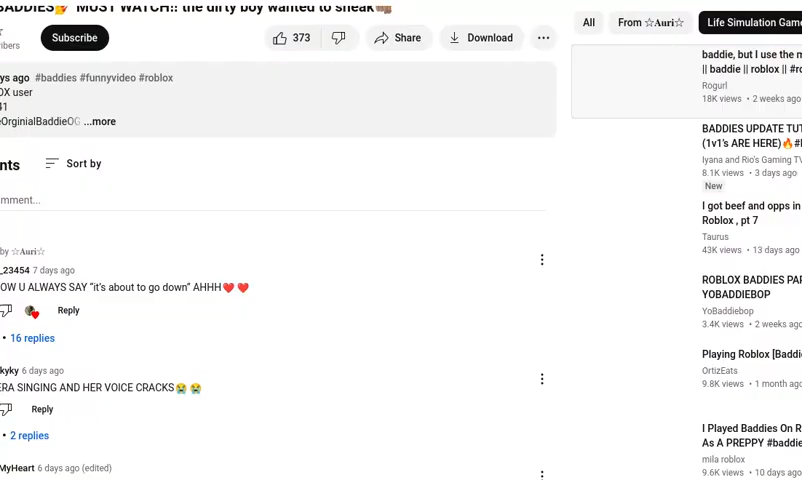 BADDIES💅 MOST WATCH!! the dirty boy wanted to sneak👊🏽
Subscribe
373
Share
Download
ys ago #baddies #funnyvideo #roblox
OX user
41
...more
nts
Sort by
mment...
by ☆𝐀𝐮𝐫𝐢☆
_23454 7 days ago
OW U ALWAYS SAY “it’s about to go down” AHHH❤️ ❤️
Reply
• 16 replies
kyky 6 days ago
ERA SINGING AND HER VOICE CRACKS😭 😭
Reply
• 2 replies
MyHeart 6 days ago (edited)
All
From ☆𝐀𝐮𝐫𝐢☆
Life Simulation Game
baddie, but I use the m
|| baddie || roblox || #ro
Rogurl
18K views • 2 weeks ago
BADDIES UPDATE TUT
(1v1's ARE HERE)🔥#
Iyana and Rio's Gaming TV
8.1K views • 3 days ago
New
I got beef and opps in
Roblox , pt 7
Taurus
43K views • 13 days ago
ROBLOX BADDIES PAR
YOBADDIEBOP
YoBaddiebop
3.4K views • 2 weeks ago
Playing Roblox [Baddi
OrtizEats
9.8K views • 1 month ago
I Played Baddies On R
As A PREPPY #baddie
mila roblox
9.6K views • 10 days ago